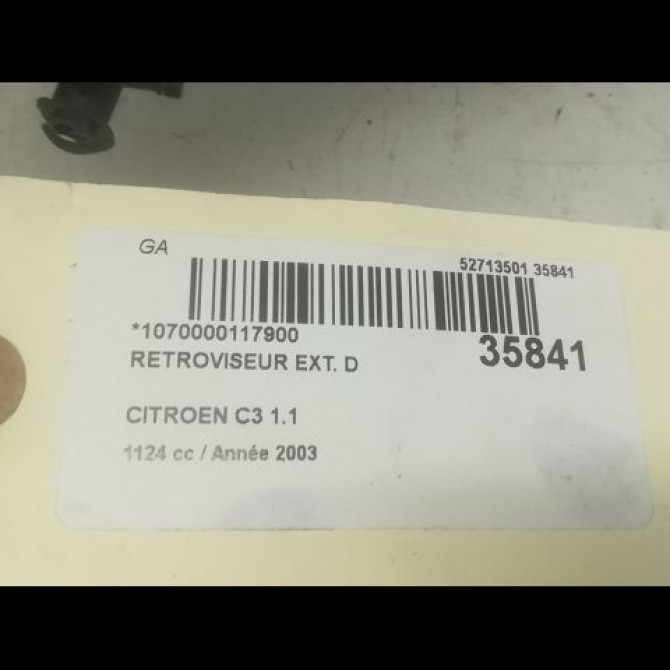 GA
52713501 35841
*1070000117900
35841
RETROVISEUR EXT. D
CITROEN C3 1.1
1124 cc / Année 2003